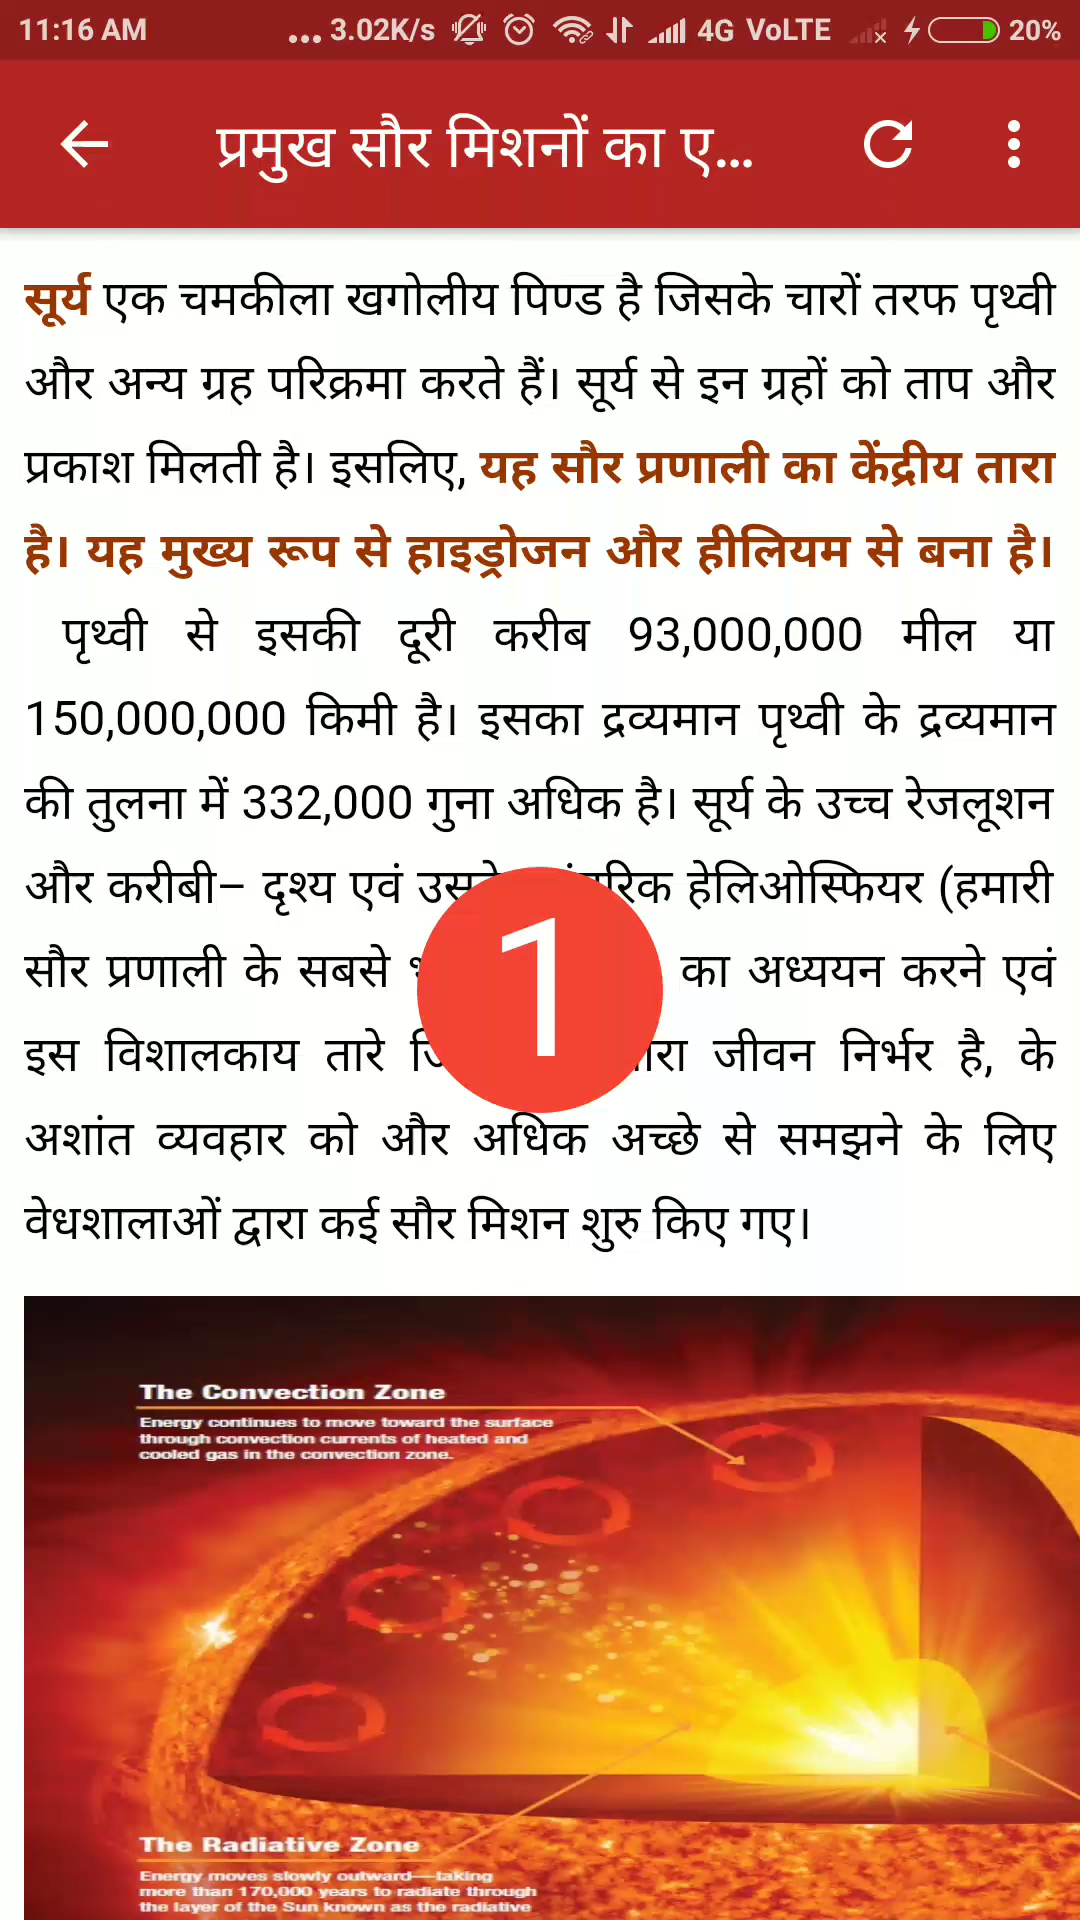 11:16 AM
... 3.02K/s 4G VoLTE 20%
प्रमुख सौर मिशनों का ए...
सूर्य एक चमकीला खगोलीय पिण्ड है जिसके चारों तरफ पृथ्वी
और अन्य ग्रह परिक्रमा करते हैं। सूर्य से इन ग्रहों को ताप और
प्रकाश मिलती है। इसलिए, यह सौर प्रणाली का केंद्रीय तारा
है। यह मुख्य रूप से हाइड्रोजन और हीलियम से बना है।
पृथ्वी से इसकी दूरी करीब 93,000,000 मील या
150,000,000 किमी है। इसका द्रव्यमान पृथ्वी के द्रव्यमान
की तुलना में 332,000 गुना अधिक है। सूर्य के उच्च रेजलूशन
और करीबी– दृश्य एवं हेलिओस्फियर (हमारी
सौर प्रणाली के सबसे का अध्ययन करने एवं
1
इस विशालकाय तारे जीवन निर्भर है, के
अशांत व्यवहार को और अधिक अच्छे से समझने के लिए
वेधशालाओं द्वारा कई सौर मिशन शुरु किए गए।
The Convection Zone
Energy continues to move toward the surface
through convection currents of heated and
cooled gas in the convection zone.
The Radiative Zone
Energy moves slowly outward—taking
more than 170,000 years to radiate through
the layer of the Sun known as the radiative